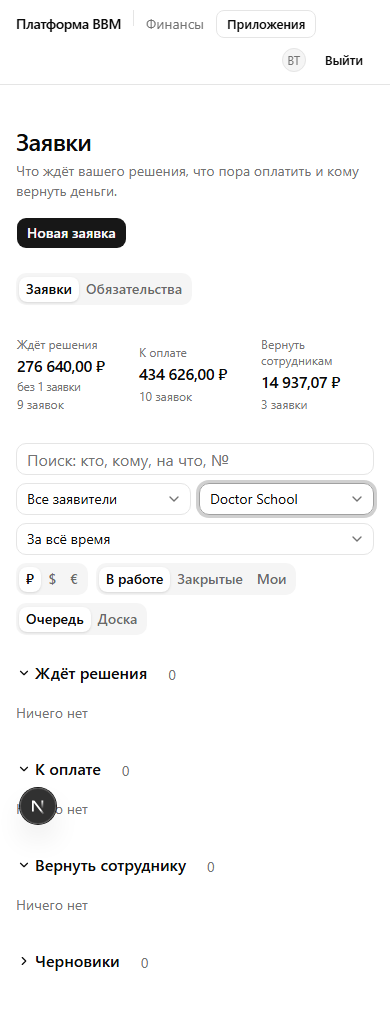 Платформа BBM Финансы Приложения
ВТ Выйти
Заявки
Что ждёт вашего решения, что пора оплатить и кому
вернуть деньги.
Новая заявка
Заявки Обязательства
Ждёт решения
276 640,00 ₽
без 1 заявки
9 заявок
К оплате
434 626,00 ₽
10 заявок
Вернуть
сотрудникам
14 937,07 ₽
3 заявки
Поиск: кто, кому, на что, №
Все заявители Doctor School
За всё время
₽ $ € В работе Закрытые Мои
Очередь Доска
Ждёт решения 0
Ничего нет
К оплате 0
нет
Вернуть сотруднику 0
Ничего нет
Черновики 0